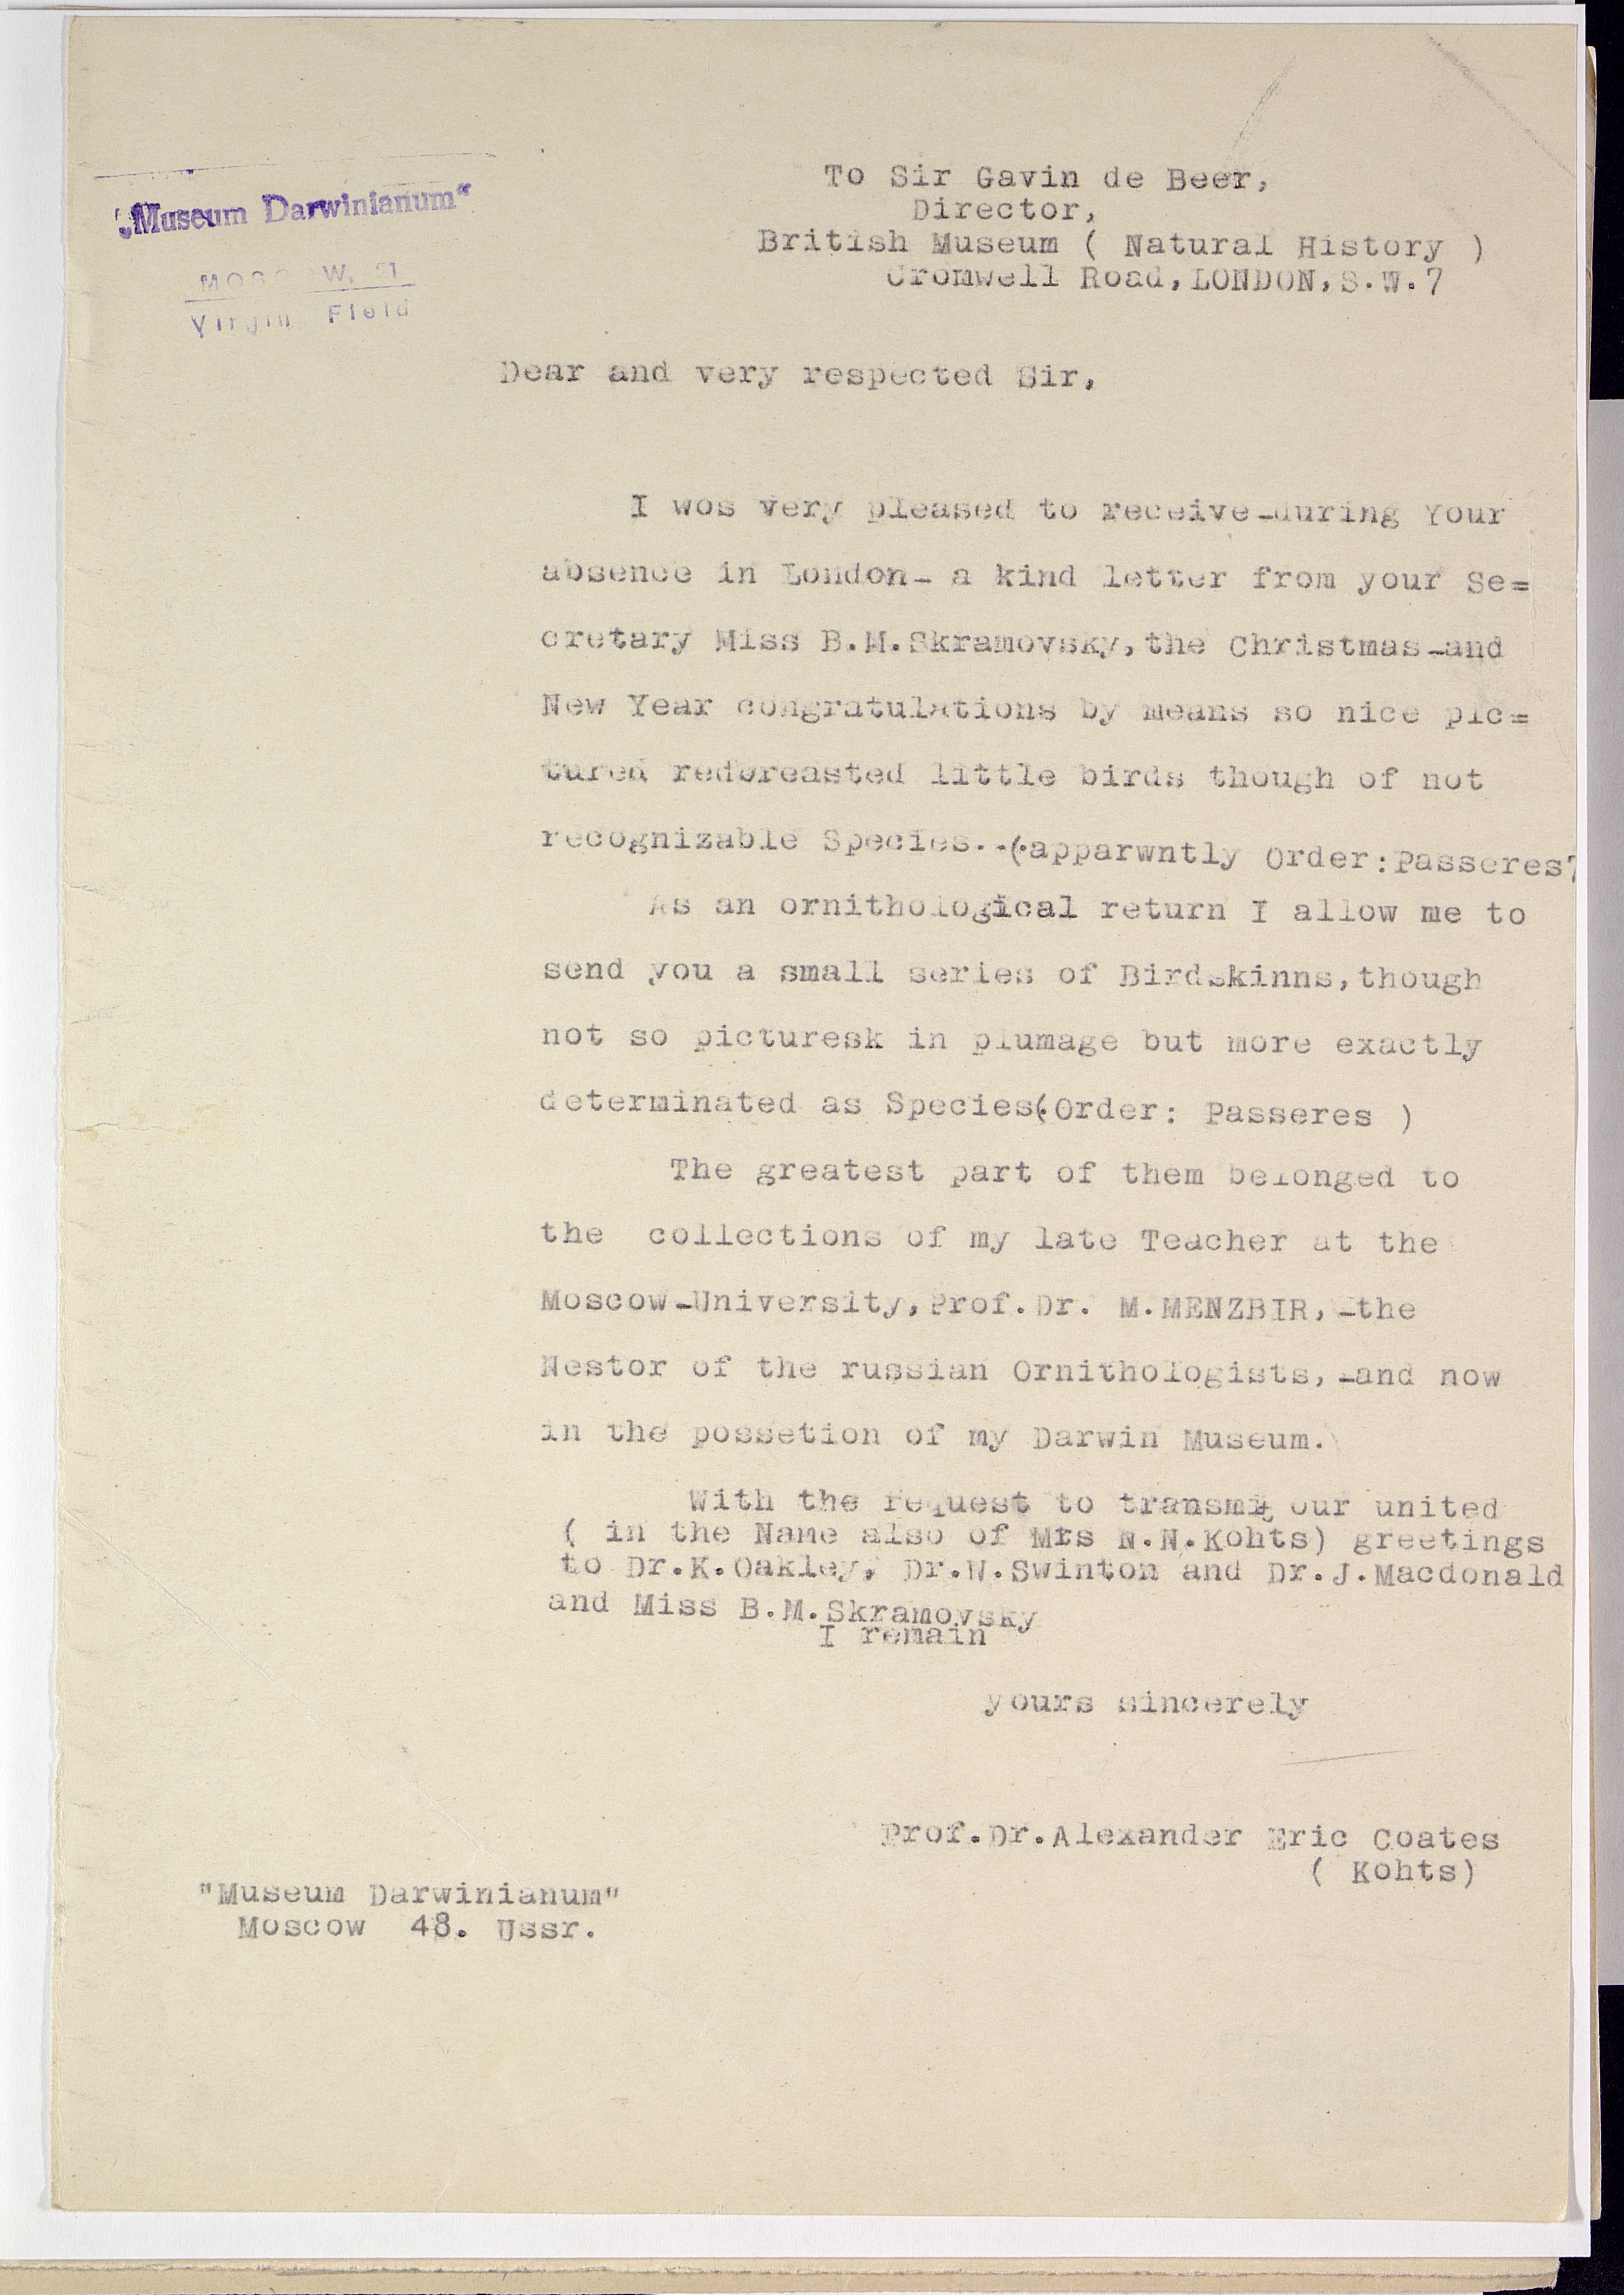 „Museum Darwinianum“
MOSCOW, 21
Virgin Field
To Sir Gavin de Beer,
Director,
British Museum ( Natural History )
Cromwell Road,LONDON,S.W.7
Dear and very respected Sir,
I wos very pleased to receive-during Your
absence in London- a kind letter from your Se=
cretary Miss B.M.Skramovsky,the Christmas-and
New Year congratulations by means so nice pic=
tured redbreasted little birds though of not
recognizable Species..(apparwntly Order:Passeres?
As an ornithological return I allow me to
send you a small series of Birdskinns,though
not so picturesk in plumage but more exactly
determinated as Species(Order: Passeres )
The greatest part of them belonged to
the collections of my late Teacher at the
Moscow-University,Prof.Dr. M.MENZBIR,-the
Nestor of the russian Ornithologists,-and now
in the possetion of my Darwin Museum.
With the request to transmit our united
( in the Name also of Mrs N.N.Kohts) greetings
to Dr.K.Oakley, Dr.W.Swinton and Dr.J.Macdonald
and Miss B.M.Skramovsky
I remain
yours sincerely
Prof.Dr.Alexander Eric Coates
( Kohts)
"Museum Darwinianum"
Moscow 48. Ussr.